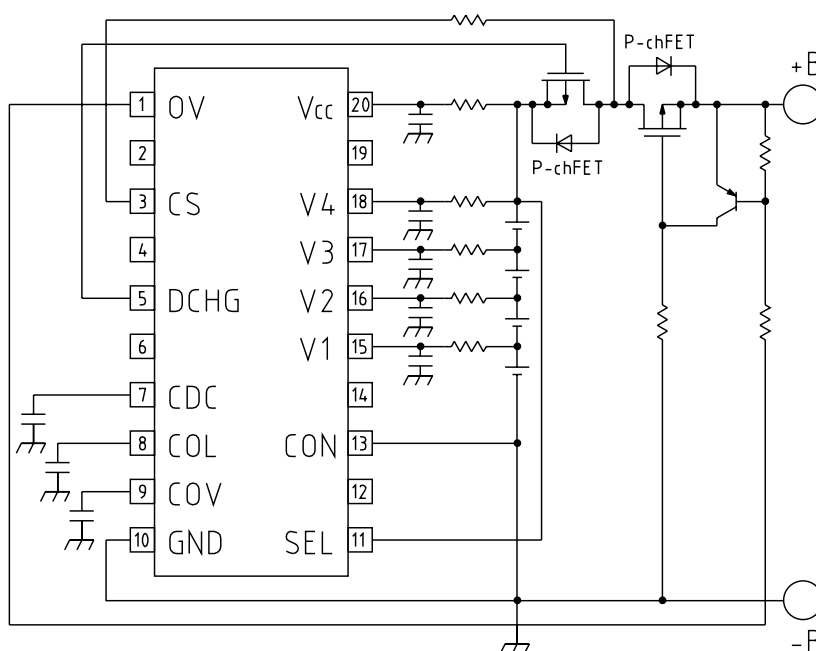 P-chFET
+B
P-chFET
1 OV Vcc 20
2 19
3 CS V4 18
4 V3 17
5 DCHG V2 16
6 V1 15
7 CDC 14
8 COL CON 13
9 COV 12
10 GND SEL 11
-B